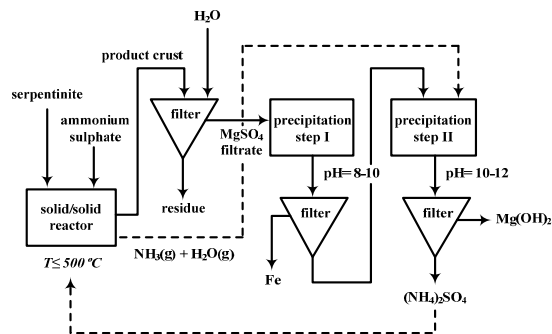 H₂O
product crust
serpentinite
ammonium
sulphate
filter
MgSO₄
filtrate
precipitation
step I
precipitation
step II
pH=8-10
pH=10-12
solid/solid
reactor
residue
filter
filter
Mg(OH)₂
T≤ 500 ºC
NH₃(g) + H₂O(g)
Fe
(NH₄)₂SO₄